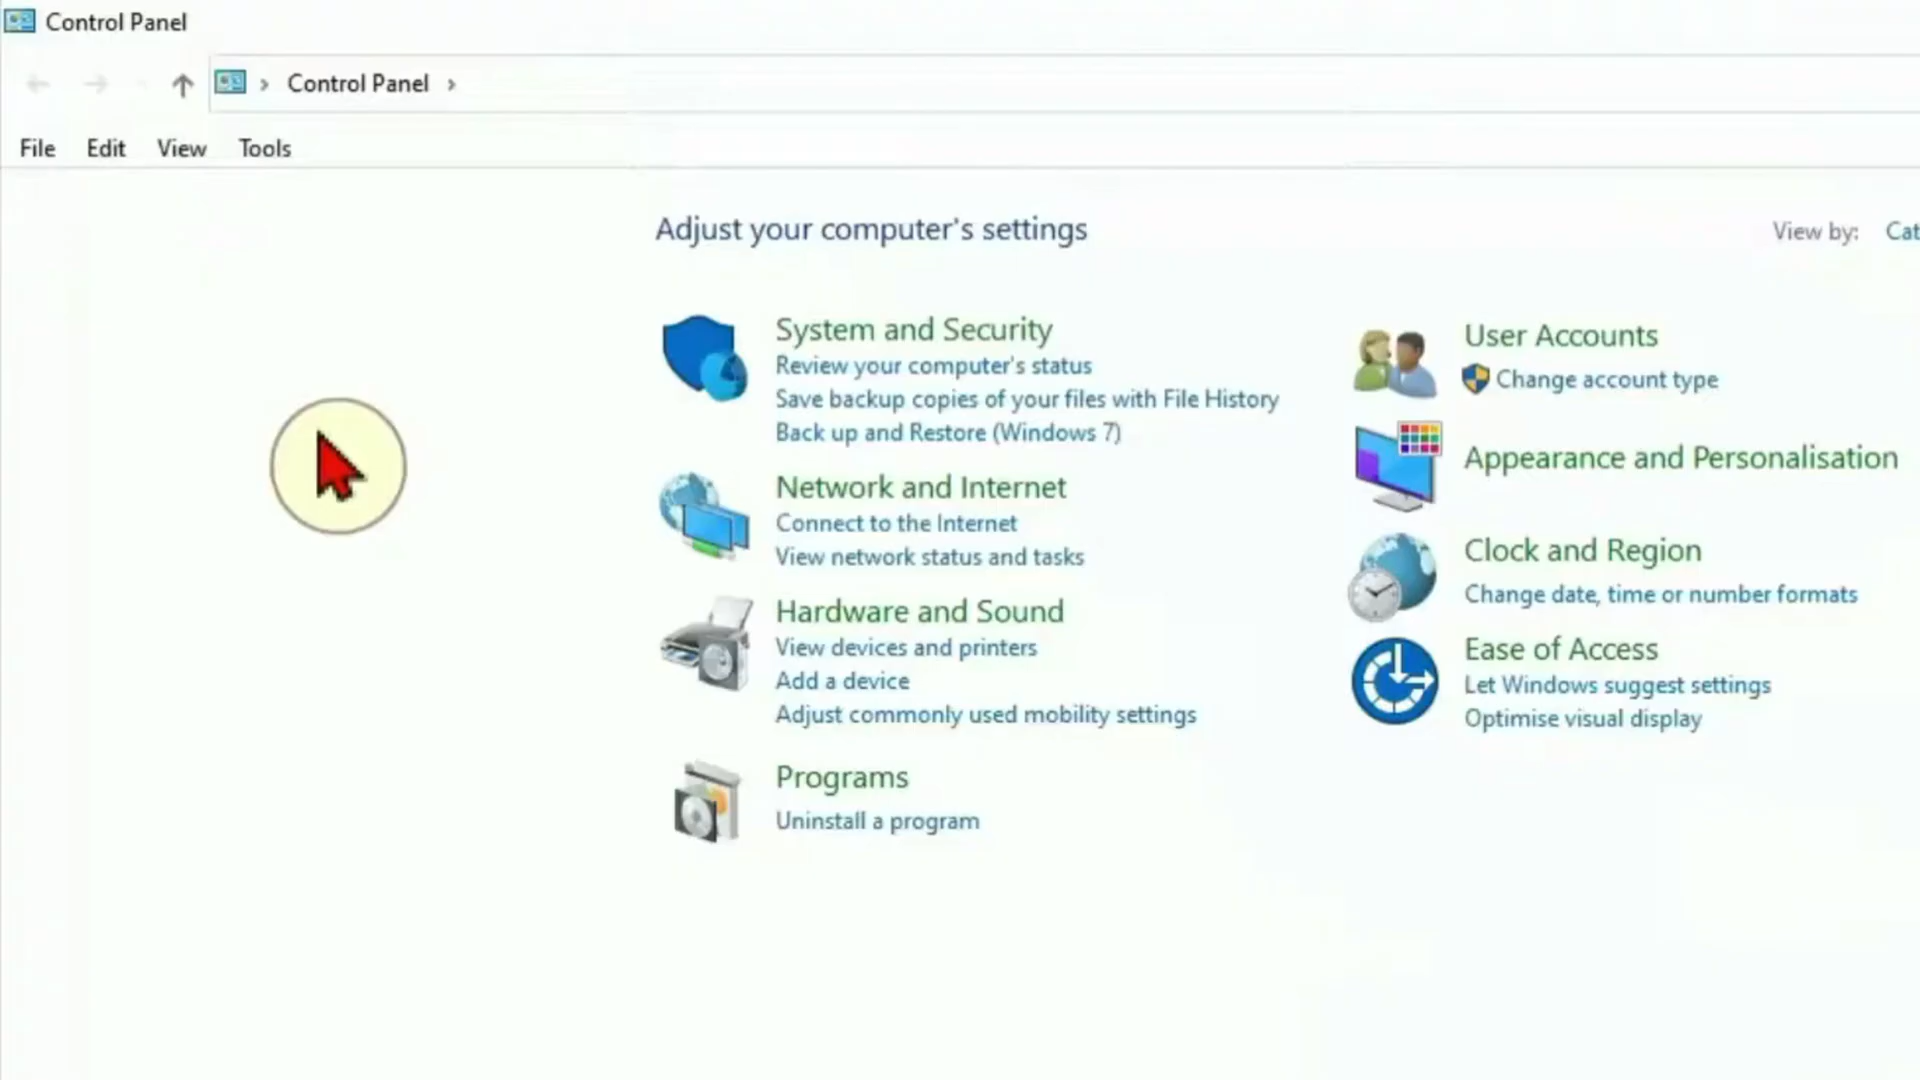 Control Panel
Control Panel
File Edit View Tools
Adjust your computer's settings
View by: Cat
System and Security
Review your computer's status
Save backup copies of your files with File History
Back up and Restore (Windows 7)
Network and Internet
Connect to the Internet
View network status and tasks
Hardware and Sound
View devices and printers
Add a device
Adjust commonly used mobility settings
Programs
Uninstall a program
User Accounts
Change account type
Appearance and Personalisation
Clock and Region
Change date, time or number formats
Ease of Access
Let Windows suggest settings
Optimise visual display